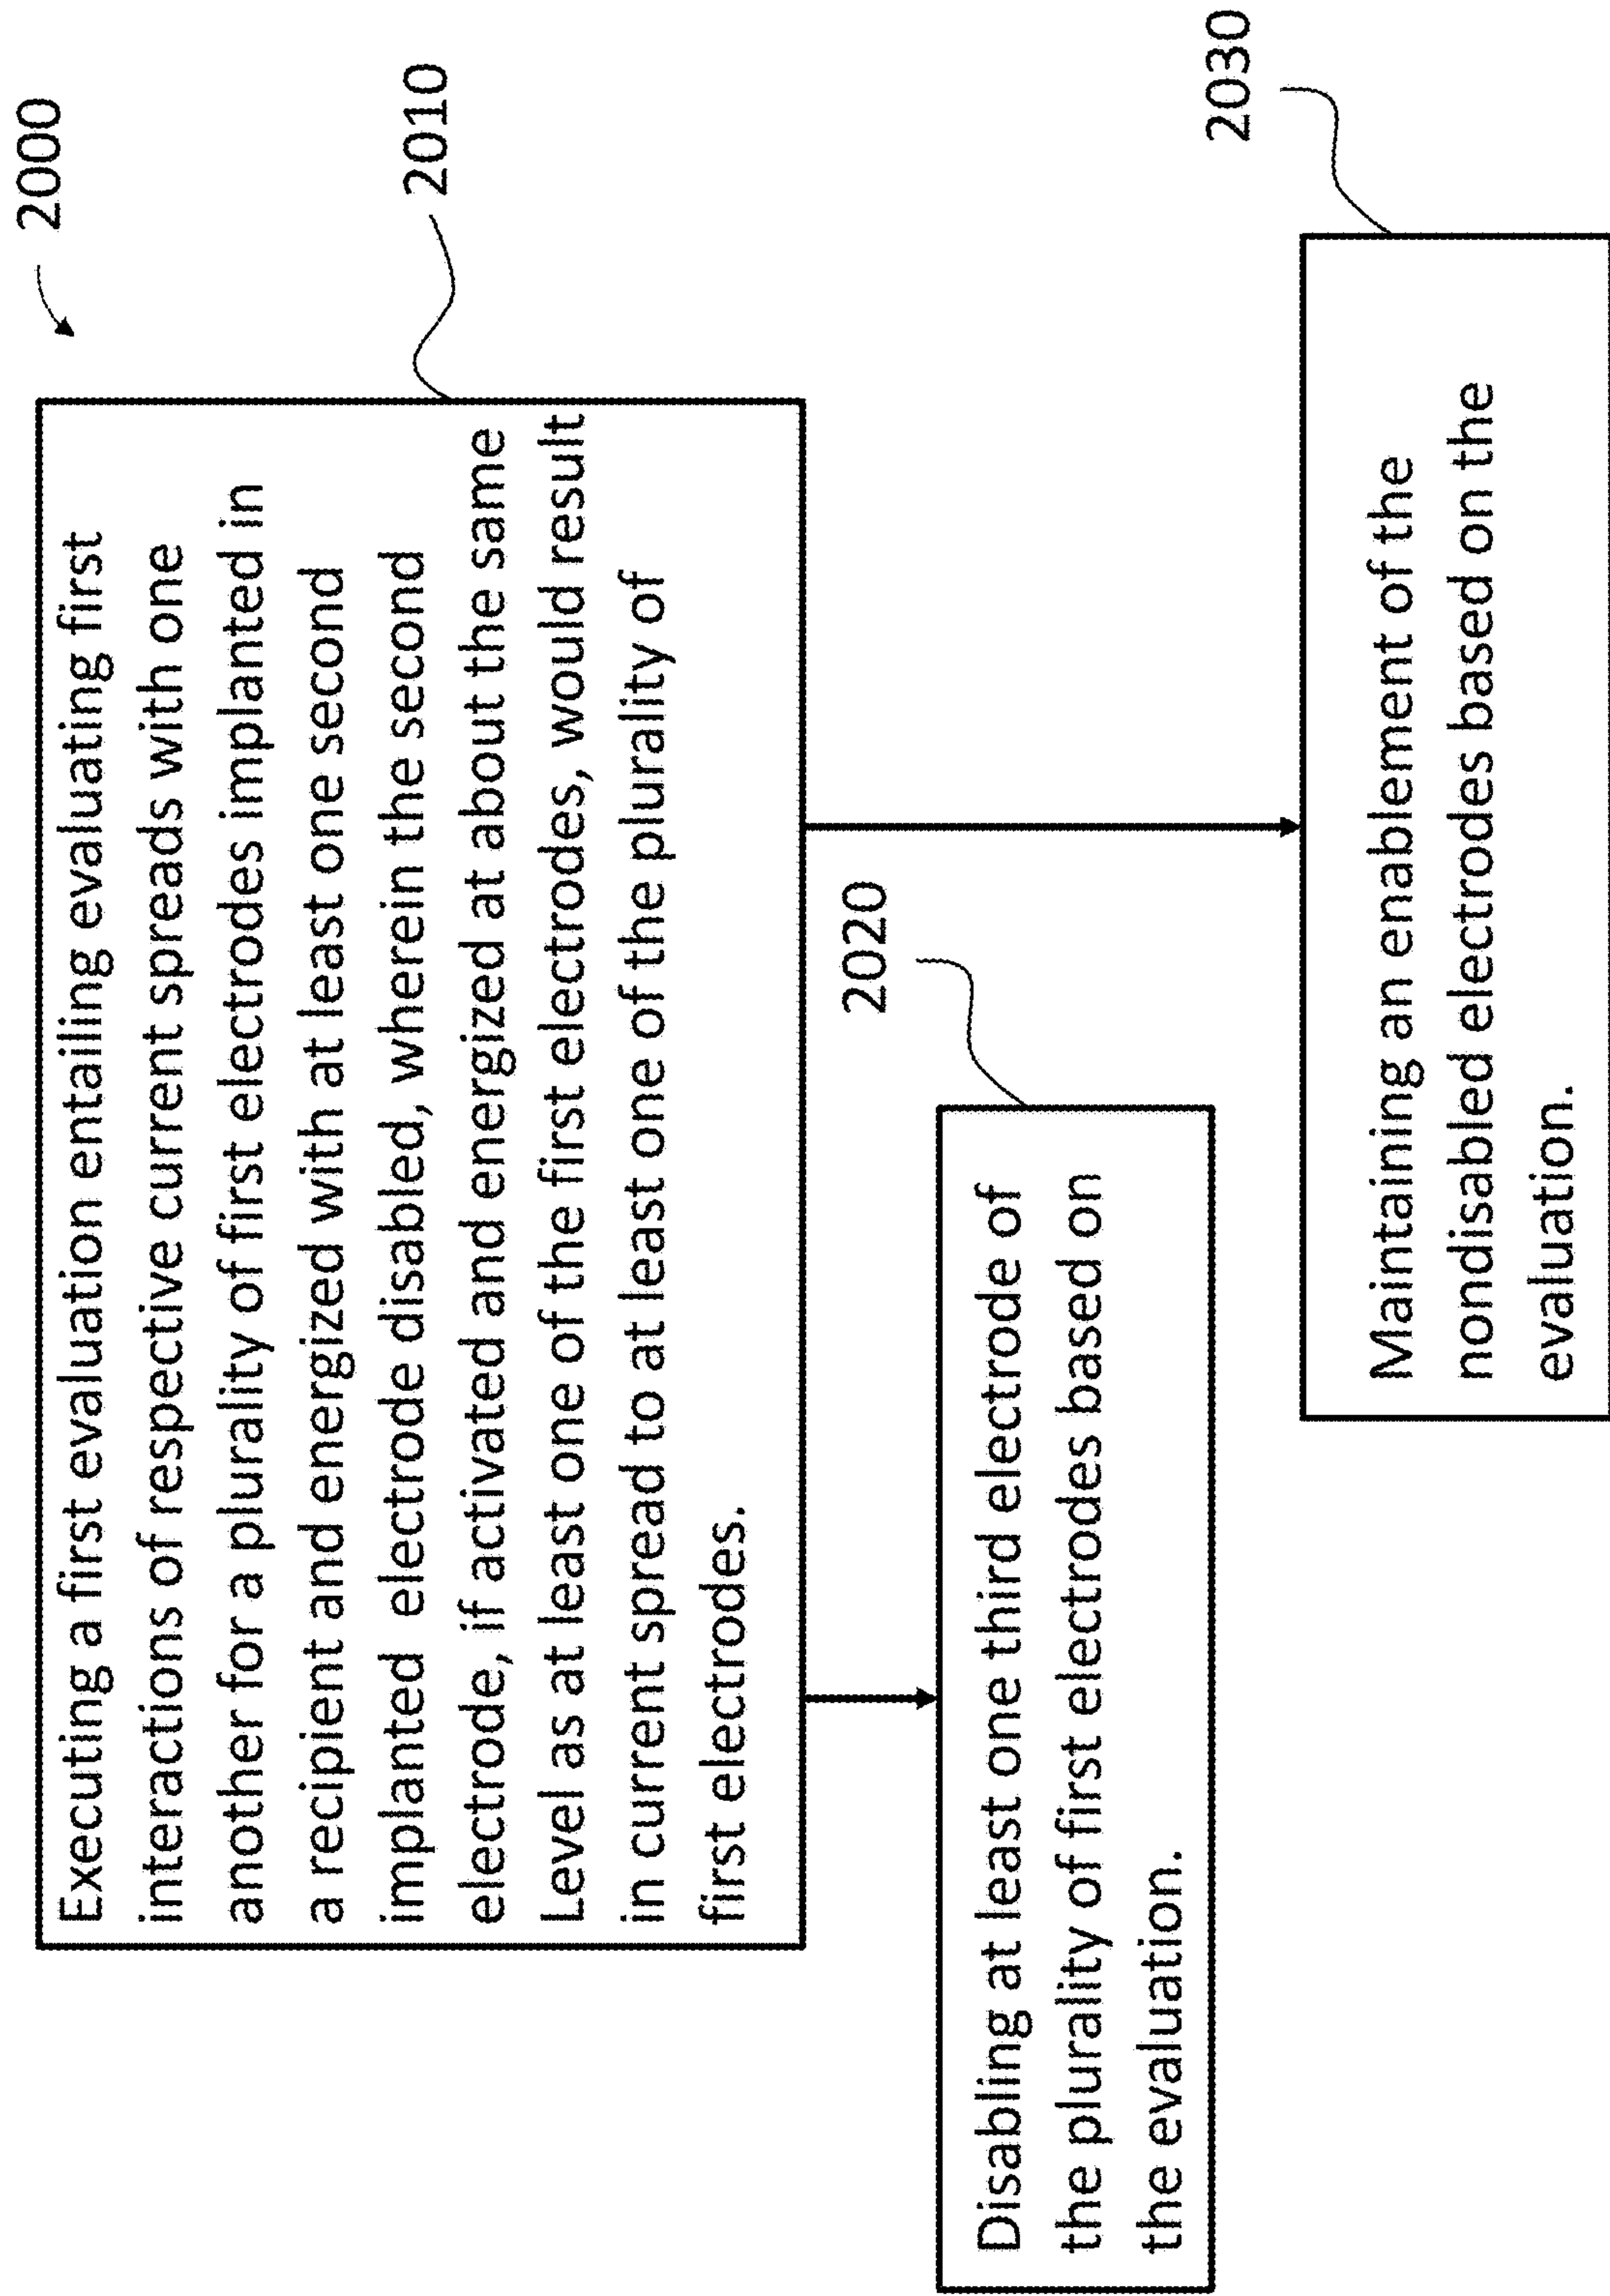 2000
2010
Executing a first evaluation entailing evaluating first
interactions of respective current spreads with one
another for a plurality of first electrodes implanted in
a recipient and energized with at least one second
implanted electrode disabled, wherein the second
electrode, if activated and energized at about the same
Level as at least one of the first electrodes, would result
in current spread to at least one of the plurality of
first electrodes.
2020
Disabling at least one third electrode of
the plurality of first electrodes based on
the evaluation.
2030
Maintaining an enablement of the
nondisabled electrodes based on the
evaluation.